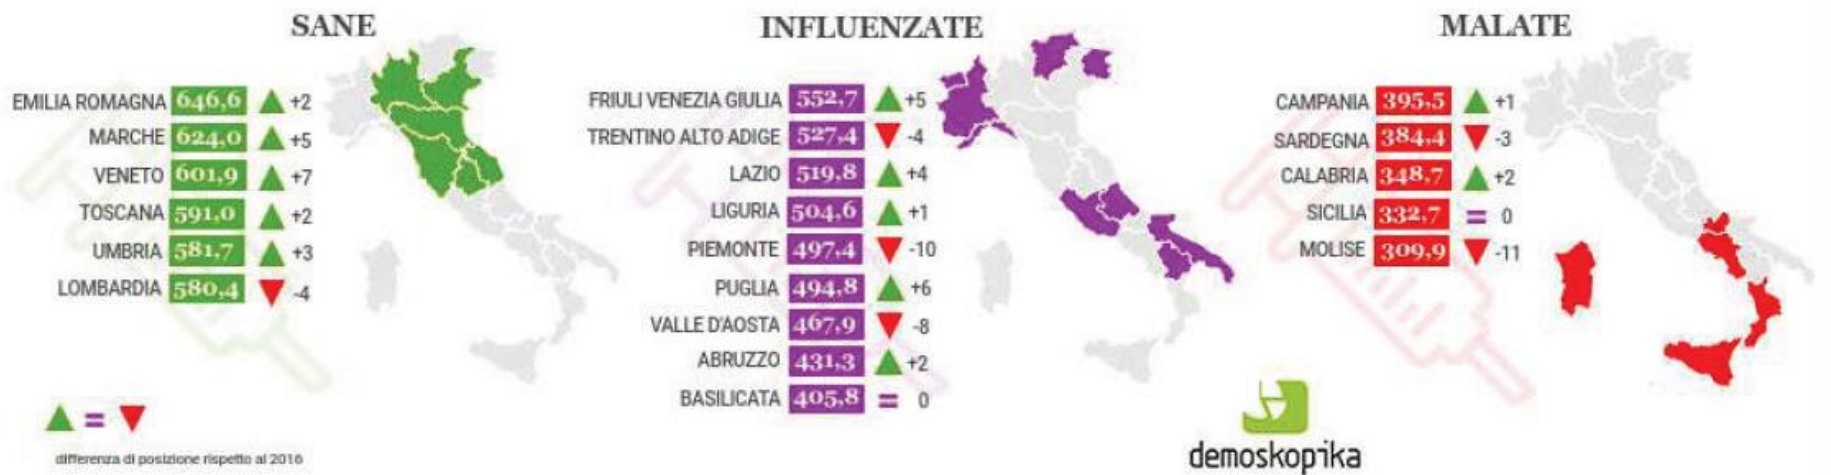 SANE
EMILIA ROMAGNA 646,6 +2
MARCHE 624,0 +5
VENETO 601,9 +7
TOSCANA 591,0 +2
UMBRIA 581,7 +3
LOMBARDIA 580,4 -4
=
differenza di posizione rispetto al 2016
INFLUENZATE
FRIULI VENEZIA GIULIA 552,7 +5
TRENTINO ALTO ADIGE 527,4 -4
LAZIO 519,8 +4
LIGURIA 504,6 +1
PIEMONTE 497,4 -10
PUGLIA 494,8 +6
VALLE D'AOSTA 467,9 -8
ABRUZZO 431,3 +2
BASILICATA 405,8 = 0
MALATE
CAMPANIA 395,5 +1
SARDEGNA 384,4 -3
CALABRIA 348,7 +2
SICILIA 332,7 = 0
MOLISE 309,9 -11
demoskopika